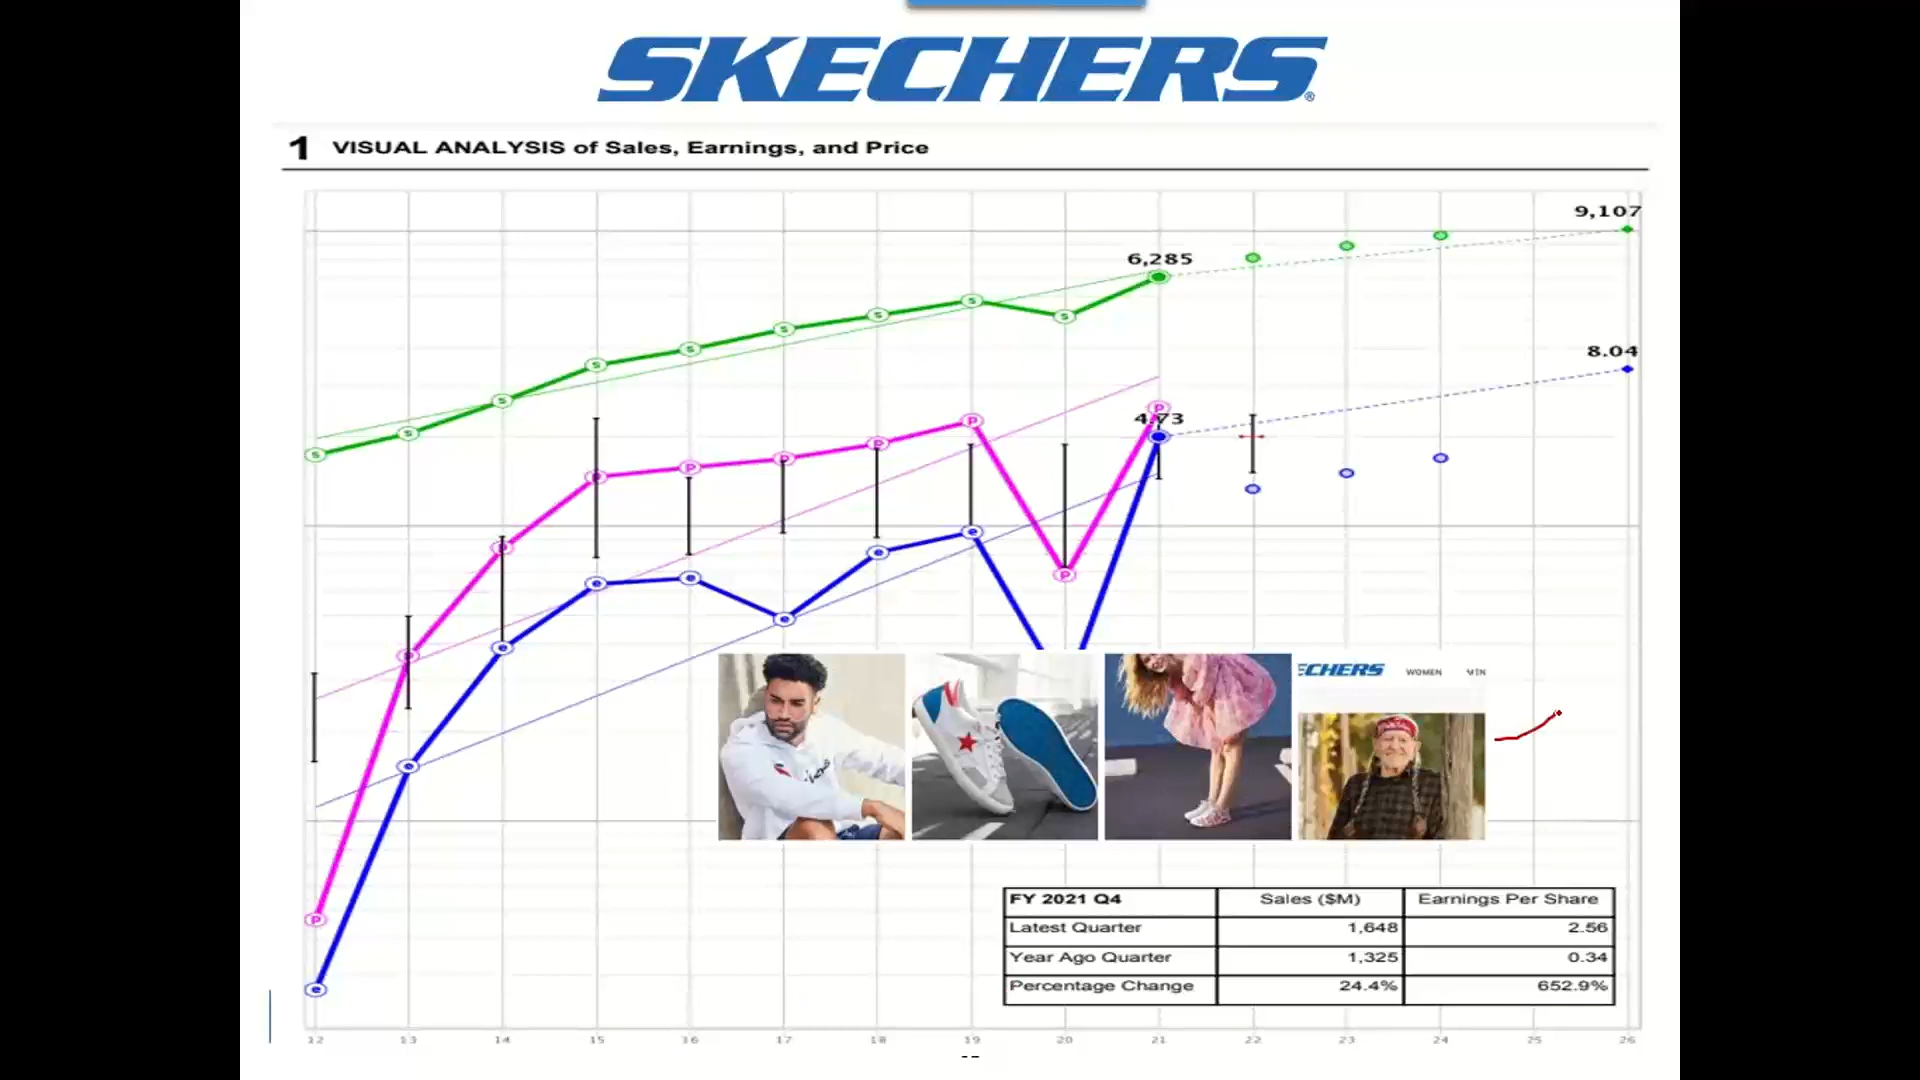 SKECHERS®
1 VISUAL ANALYSIS of Sales, Earnings, and Price
9,107
6,285
8.04
4.73
ECHERS WOMEN
FY 2021 Q4 Sales ($M) Earnings Per Share
Latest Quarter 1,648 2.56
Year Ago Quarter 1,325 0.34
Percentage Change 24.4% 652.9%
12 13 14 15 16 17 18 19 20 21 22 23 24 25 26